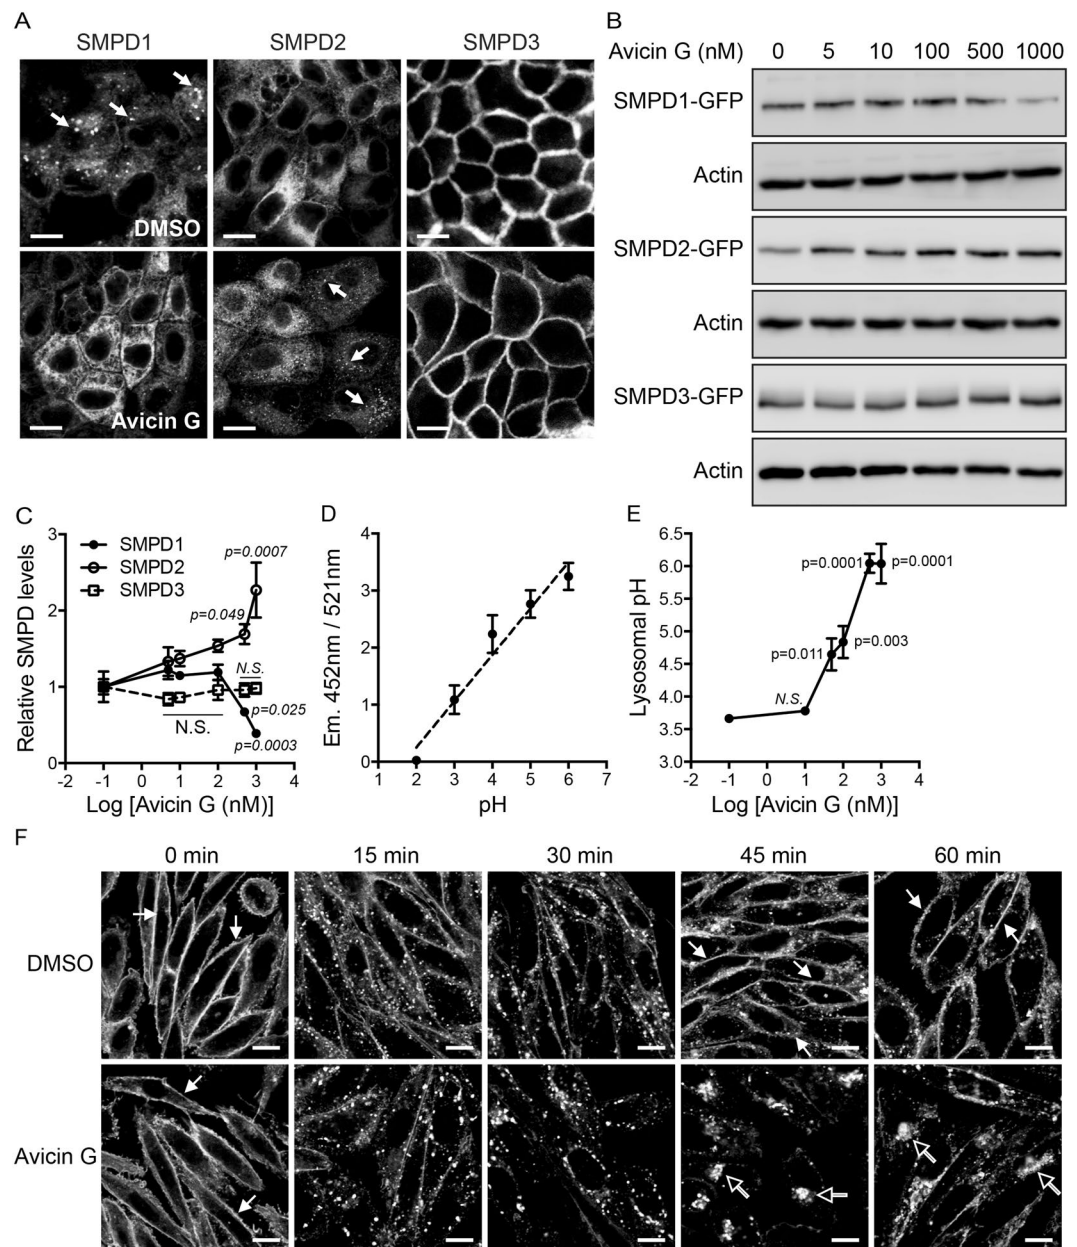 A
SMPD1 SMPD2 SMPD3
DMSO
Avicin G
B
Avicin G (nM) 0 5 10 100 500 1000
SMPD1-GFP
Actin
SMPD2-GFP
Actin
SMPD3-GFP
Actin
C
Relative SMPD levels
3
2
1
0
-2 -1 0 1 2 3 4
Log [Avicin G (nM)]
SMPD1
SMPD2
SMPD3
p=0.0007
p=0.049
N.S.
N.S.
p=0.025
p=0.0003
D
Em. 452nm / 521nm
4
3
2
1
0
1 2 3 4 5 6 7
pH
E
Lysosomal pH
6.5
6.0
5.5
5.0
4.5
4.0
3.5
3.0
-2 -1 0 1 2 3 4
Log [Avicin G (nM)]
p=0.0001
p=0.0001
p=0.011
p=0.003
N.S.
F
0 min 15 min 30 min 45 min 60 min
DMSO
Avicin G